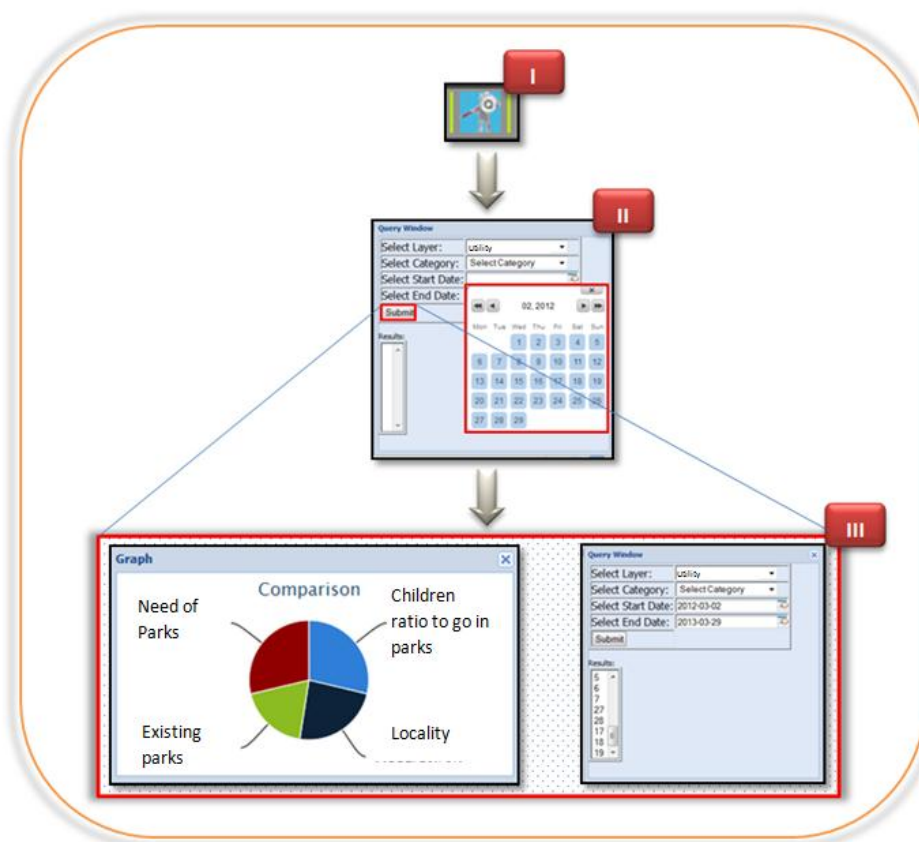 I
II
Query Window
Select Layer: Utility
Select Category: Select Category
Select Start Date:
Select End Date:
Submit
02, 2012
Mon Tue Wed Thu Fri Sat Sun
1 2 3 4 5
6 7 8 9 10 11 12
13 14 15 16 17 18 19
20 21 22 23 24 25 26
27 28 29
Results:
III
Graph
Comparison
Need of
Parks
Children
ratio to go in
parks
Existing
parks
Locality
Query Window
Select Layer: Utility
Select Category: Select Category
Select Start Date: 2012-03-02
Select End Date: 2013-03-29
Submit
Results:
5
6
7
27
28
17
18
19